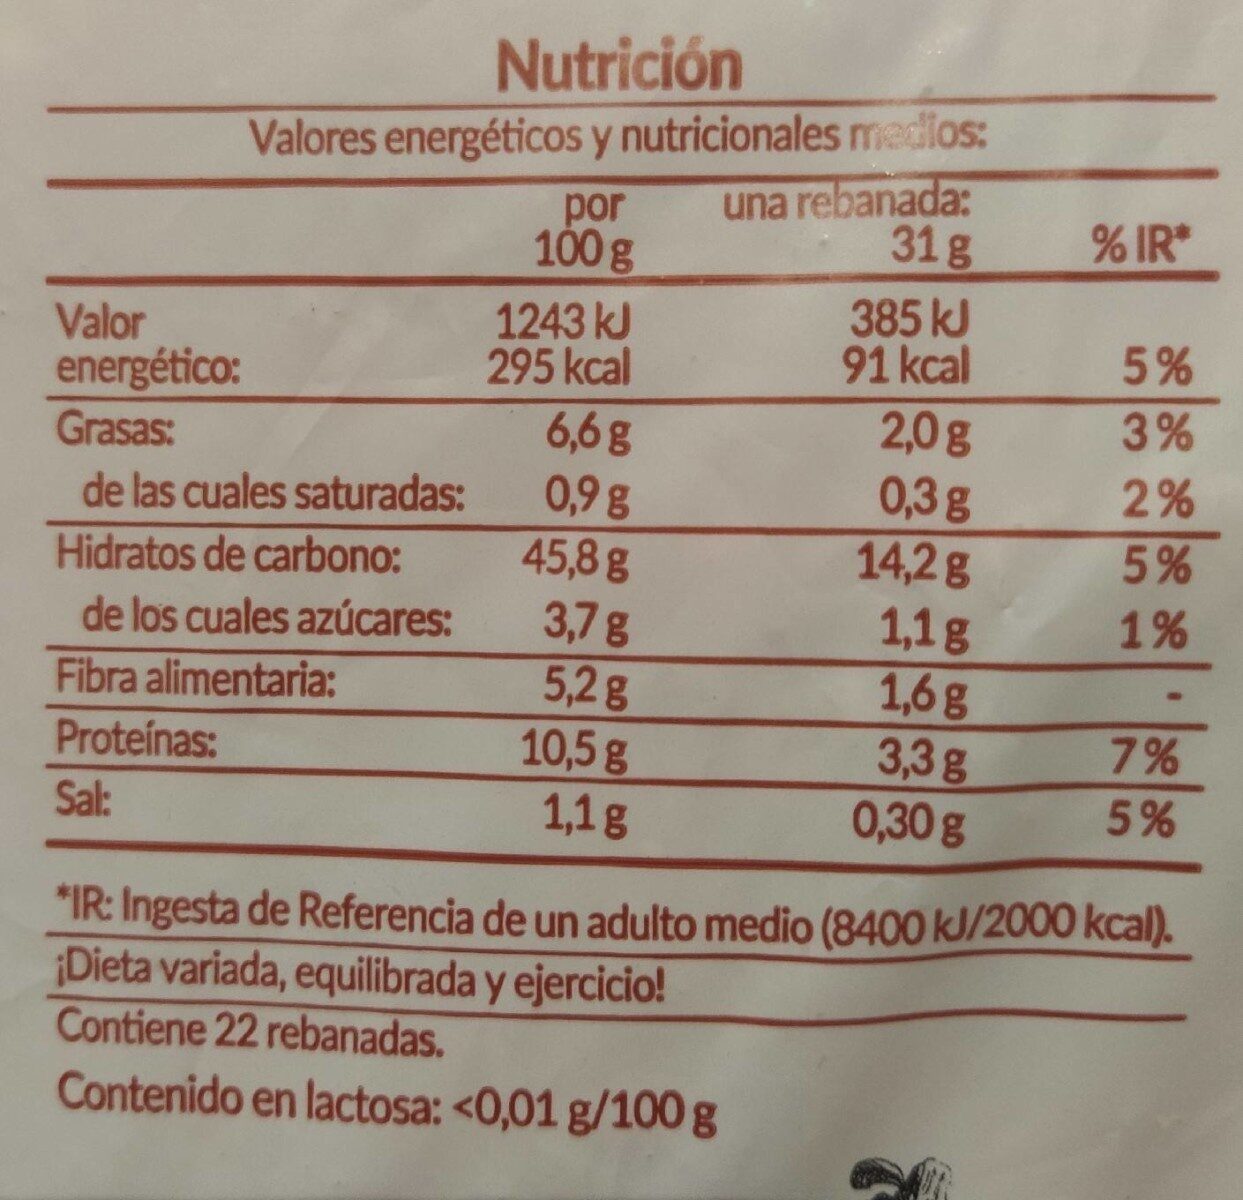 Nutrición
Valores energéticos y nutricionales medios:
por una rebanada:
100 g 31 g % IR*
Valor 1243 kJ 385 kJ
energético: 295 kcal 91 kcal 5 %
Grasas: 6,6 g 2,0 g 3 %
de las cuales saturadas: 0,9 g 0,3 g 2 %
Hidratos de carbono: 45,8 g 14,2 g 5 %
de los cuales azúcares: 3,7 g 1,1 g 1 %
Fibra alimentaria: 5,2 g 1,6 g -
Proteínas: 10,5 g 3,3 g 7 %
Sal: 1,1 g 0,30 g 5 %
*IR: Ingesta de Referencia de un adulto medio (8400 kJ/2000 kcal).
¡Dieta variada, equilibrada y ejercicio!
Contiene 22 rebanadas.
Contenido en lactosa: <0,01 g/100 g